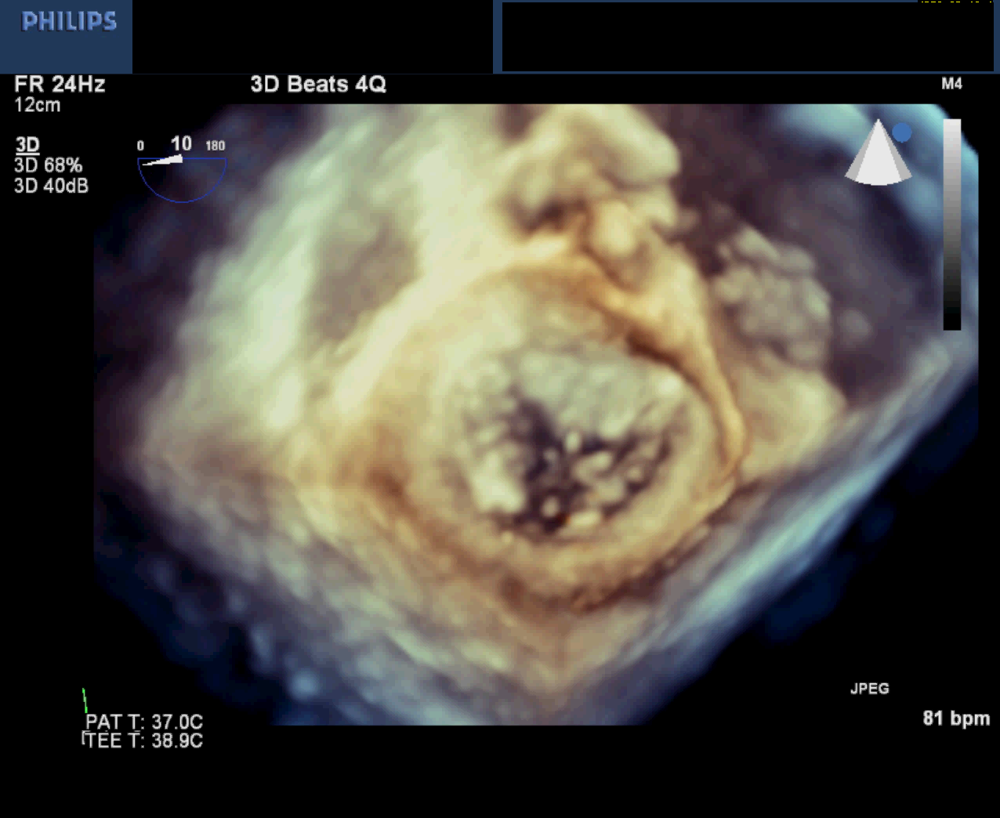 PHILIPS
FR 24Hz
3D Beats 4Q
M4
12cm
3D
0 10 180
3D 68%
3D 40dB
JPEG
PAT T: 37.0C
81 bpm
TEE T: 38.9C